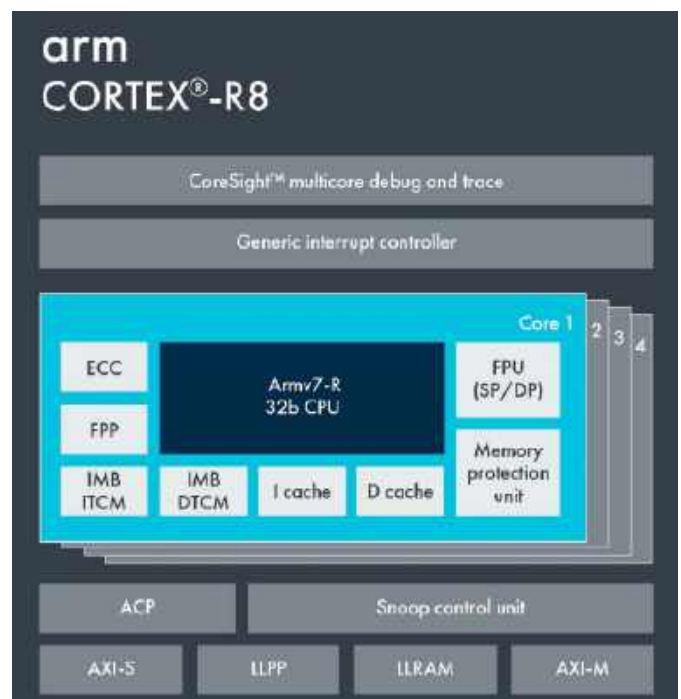 arm
CORTEX®-R8
CoreSight™ multicore debug and trace
Generic interrupt controller
Core 1
2
3
4
ECC
FPP
Armv7-R
32b CPU
FPU
(SP/DP)
Memory
protection
unit
IMB
ITCM
IMB
DTCM
I cache
D cache
ACP
Snoop control unit
AXI-S
LLPP
LLRAM
AXI-M